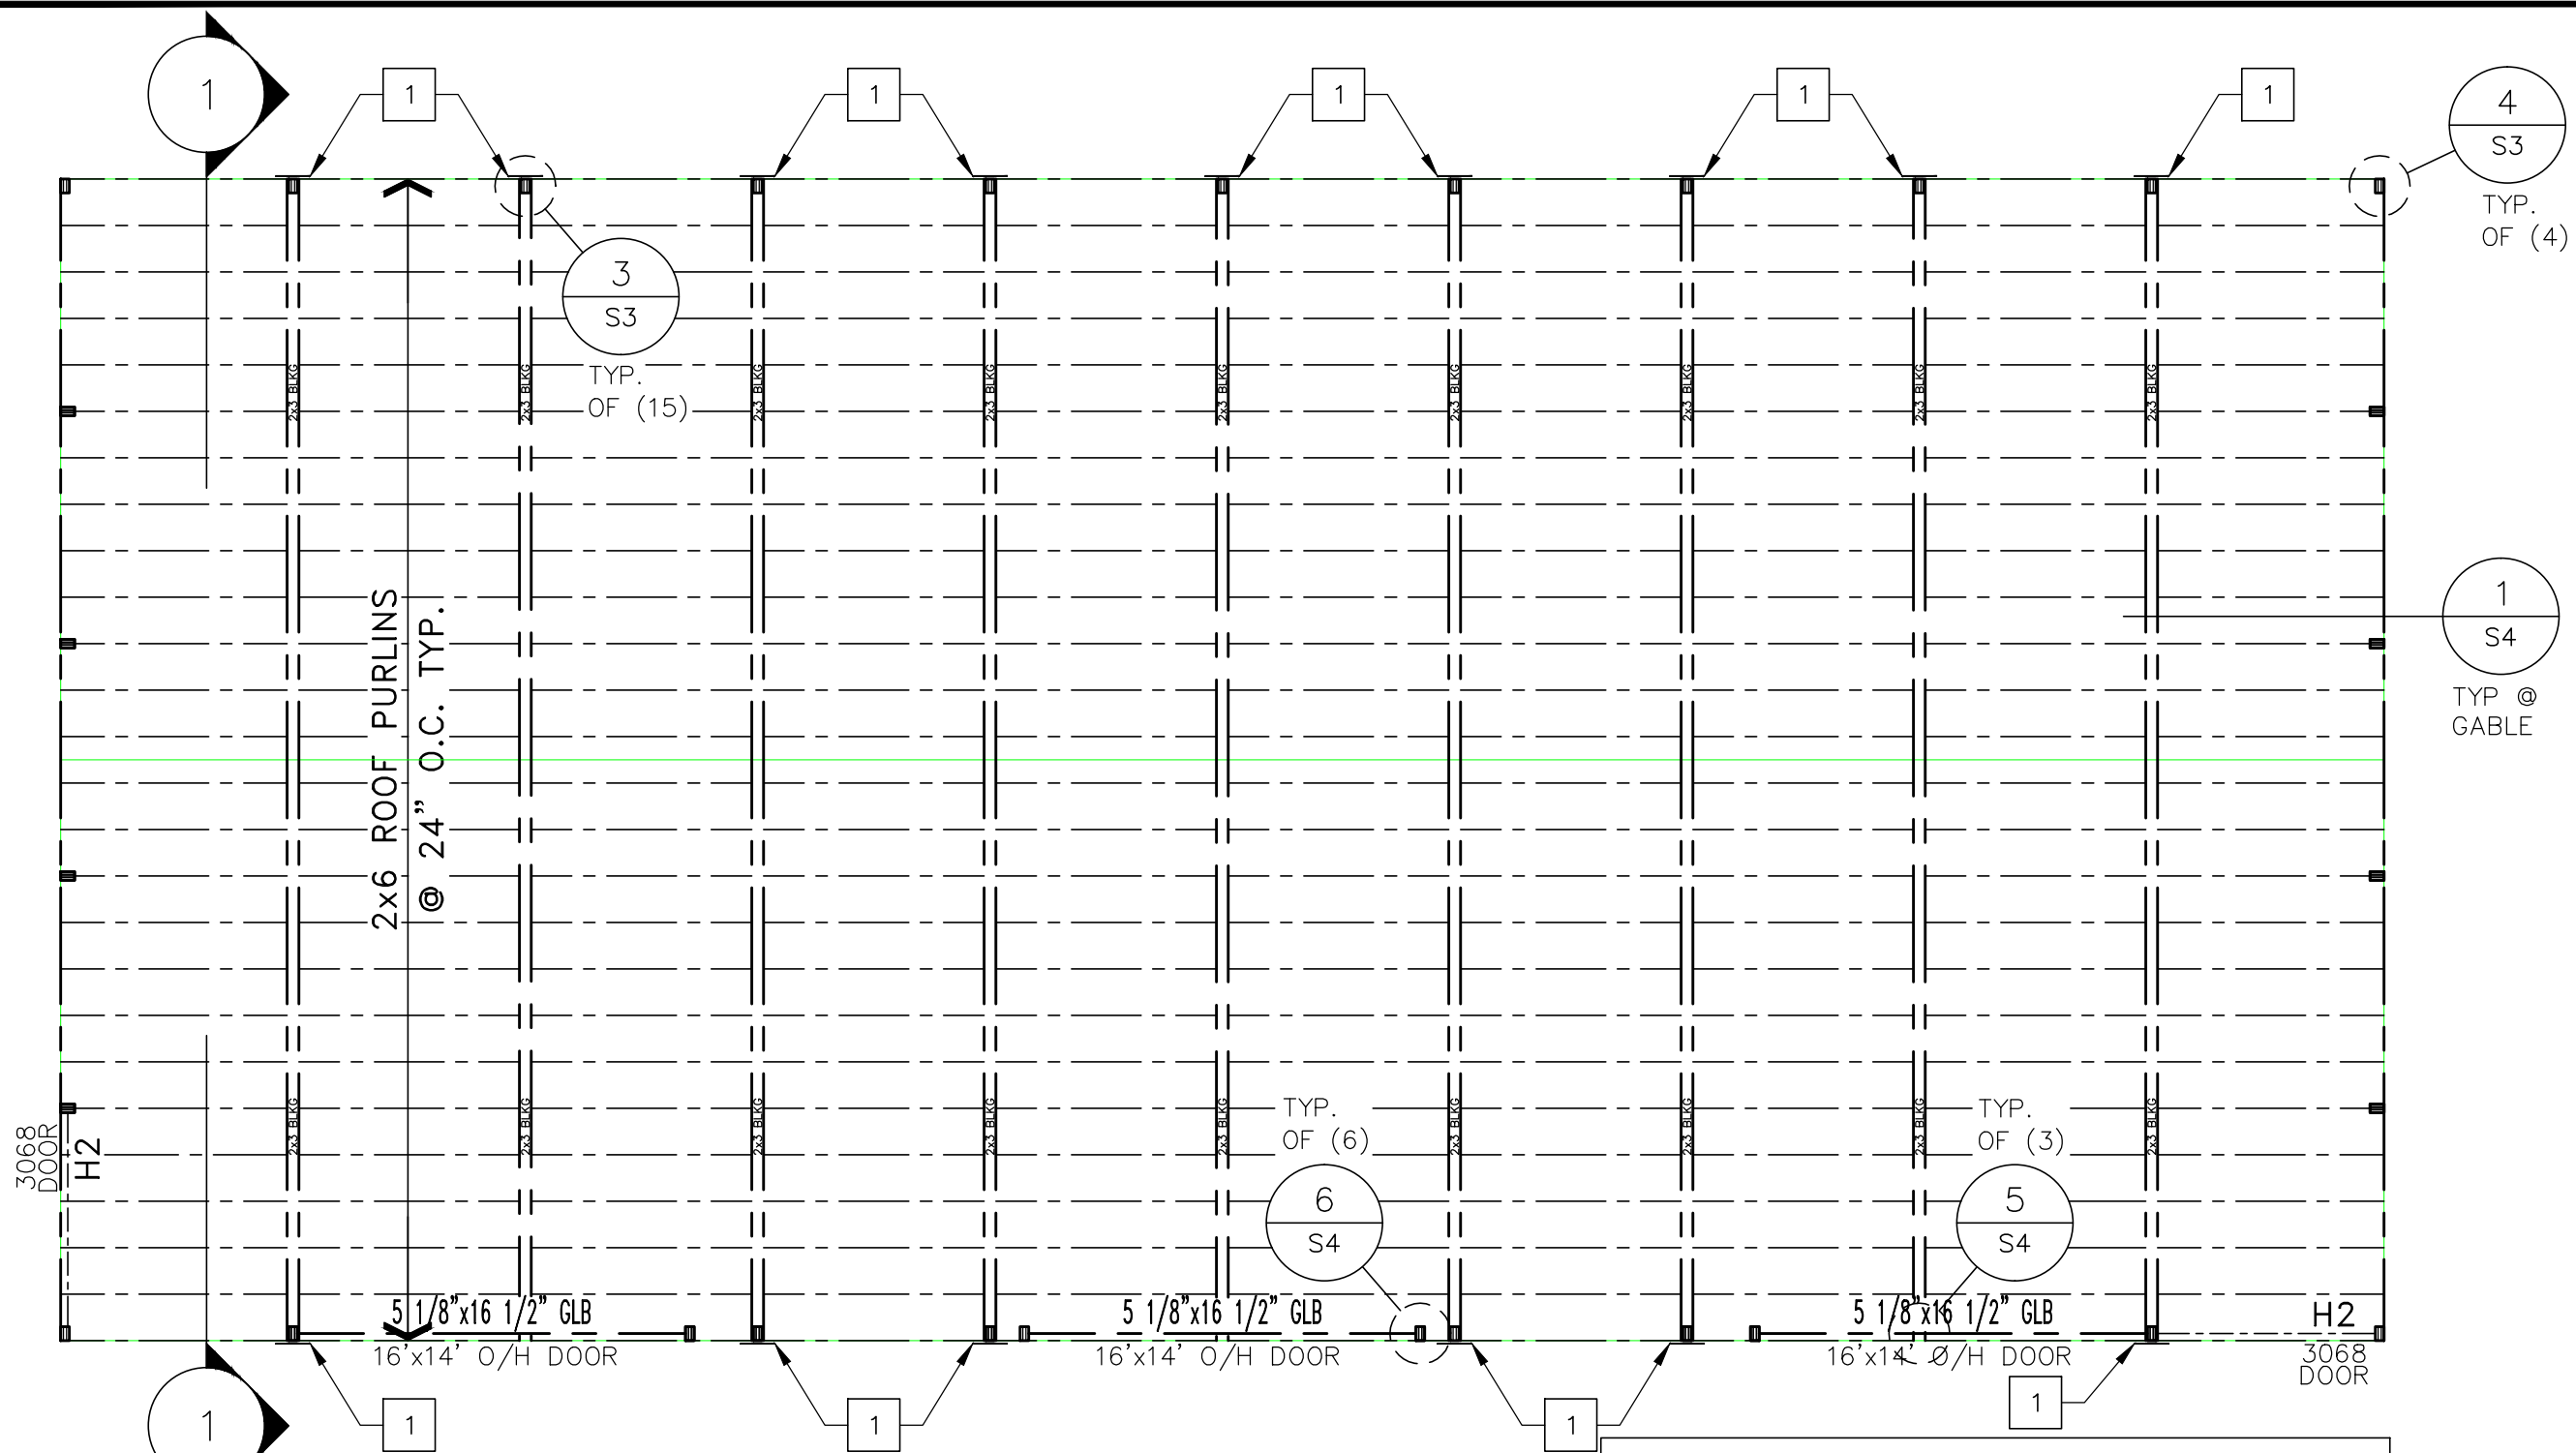 1
1
1
1
1
1
4
S3
TYP.
OF (4)
3
S3
TYP.
OF (15)
2x3 BLKG
2x3 BLKG
2x3 BLKG
2x3 BLKG
2x3 BLKG
2x3 BLKG
2x3 BLKG
2x3 BLKG
2x3 BLKG
2x6 ROOF PURLINS
@ 24" O.C. TYP.
1
S4
TYP @
GABLE
3068
DOOR
H2
2x3 BLKG
2x3 BLKG
2x3 BLKG
2x3 BLKG
2x3 BLKG
2x3 BLKG
2x3 BLKG
2x3 BLKG
2x3 BLKG
TYP.
OF (6)
6
S4
TYP.
OF (3)
5
S4
5 1/8"x16 1/2" GLB
5 1/8"x16 1/2" GLB
5 1/8"x16 1/2" GLB
H2
16'x14' O/H DOOR
16'x14' O/H DOOR
16'x14' O/H DOOR
3068
DOOR
1
1
1
1
1